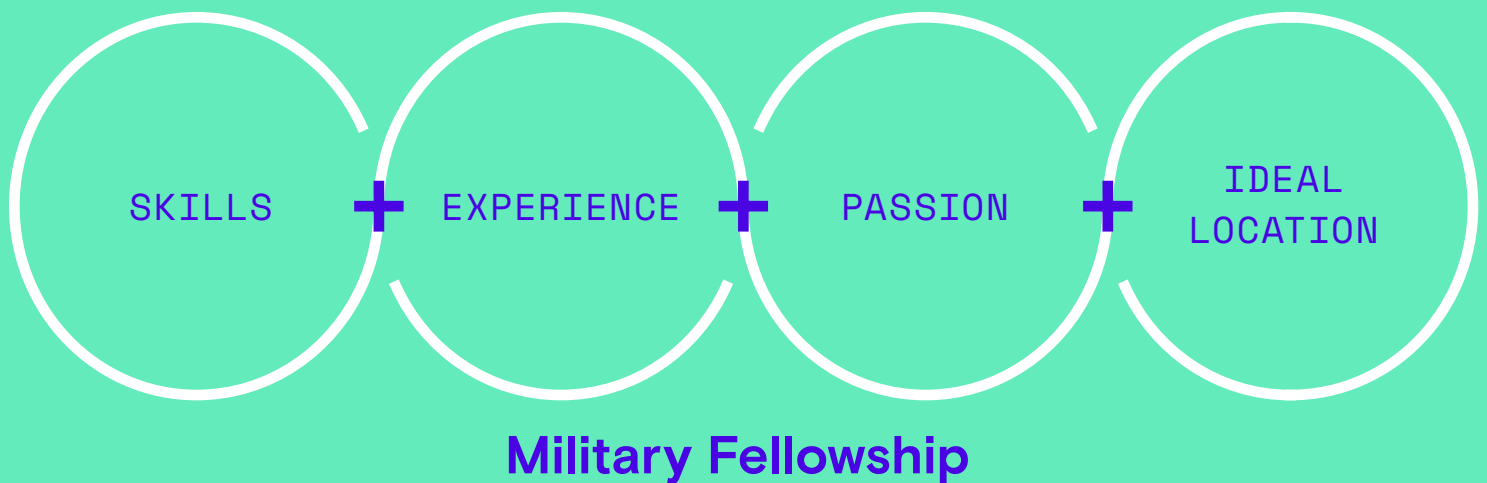 SKILLS + EXPERIENCE + PASSION + IDEAL
LOCATION
Military Fellowship